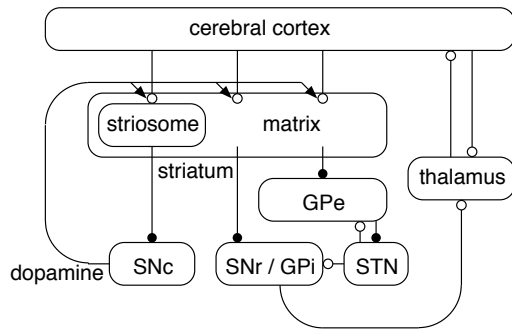 cerebral cortex
striosome
matrix
striatum
thalamus
GPe
dopamine
SNc
SNr / GPi
STN